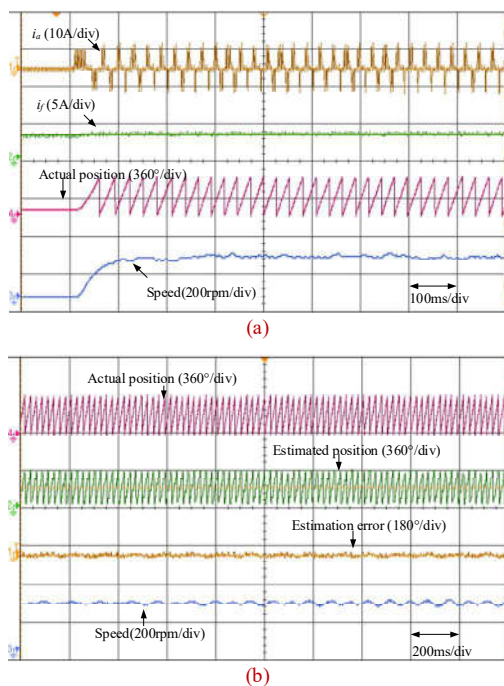 iₐ (10A/div)
i_f (5A/div)
Actual position (360°/div)
Speed(200rpm/div)
100ms/div
(a)
Actual position (360°/div)
Estimated position (360°/div)
Estimation error (180°/div)
Speed(200rpm/div)
200ms/div
(b)